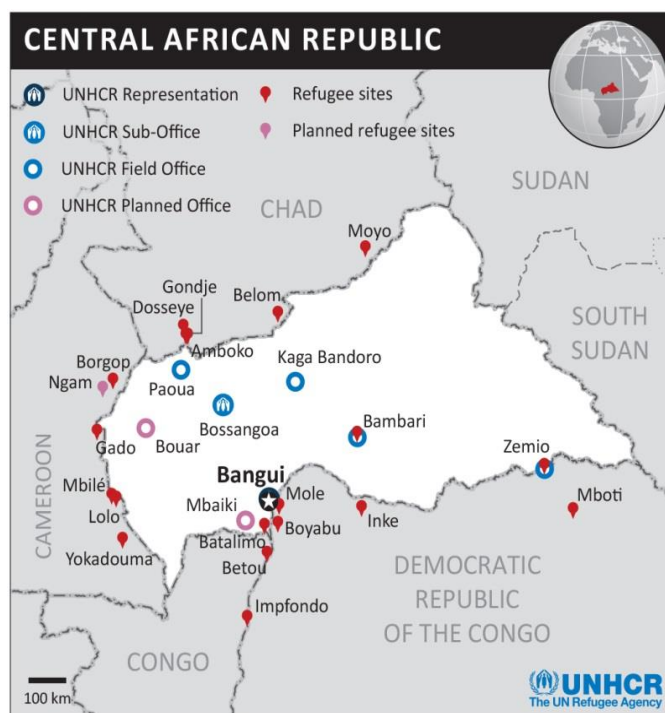 CENTRAL AFRICAN REPUBLIC
UNHCR Representation
Refugee sites
UNHCR Sub-Office
Planned refugee sites
UNHCR Field Office
UNHCR Planned Office
SUDAN
CHAD
Moyo
Gondje
Dosseye
Belom
SOUTH
SUDAN
Amboko
Kaga Bandoro
Borgop
Ngam
Paoua
Bossangoa
Bambari
Gado
Bouar
Zemio
CAMEROON
Bangui
Mbilé
Mole
Mboti
Lolo
Mbaiki
Boyabu
Inke
Yokadouma
Batalimo
Betou
DEMOCRATIC
REPUBLIC
OF THE CONGO
Impfondo
CONGO
100 km
UNHCR
The UN Refugee Agency